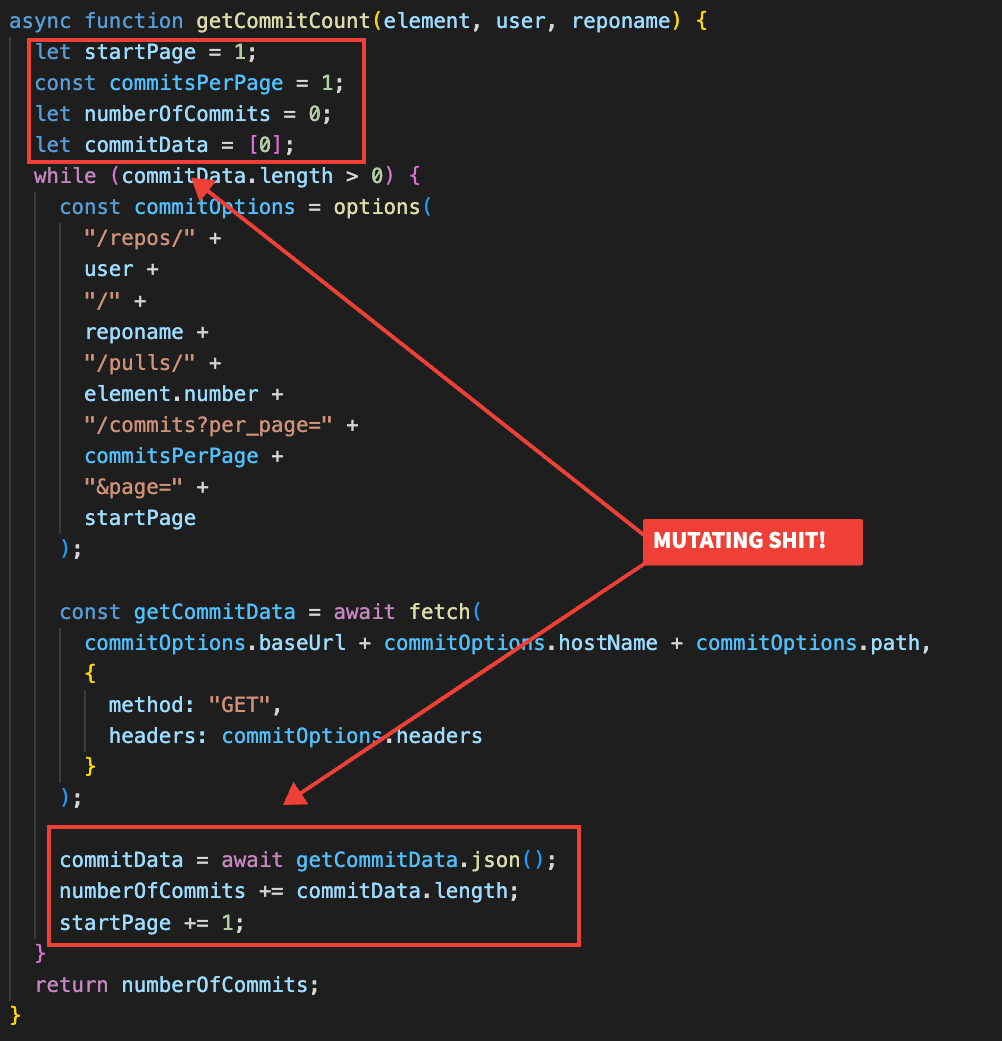 async function getCommitCount(element, user, reponame) {
let startPage = 1;
const commitsPerPage = 1;
let numberOfCommits = 0;
let commitData = [0];
while (commitData.length > 0) {
const commitOptions = options(
"/repos/" +
user +
"/" +
reponame +
"/pulls/" +
element.number +
"/commits?per_page=" +
commitsPerPage +
"&page=" +
startPage
);
MUTATING SHIT!
const getCommitData = await fetch(
commitOptions.baseUrl + commitOptions.hostName + commitOptions.path,
{
method: "GET",
headers: commitOptions.headers
}
);
commitData = await getCommitData.json();
numberOfCommits += commitData.length;
startPage += 1;
}
return numberOfCommits;
}